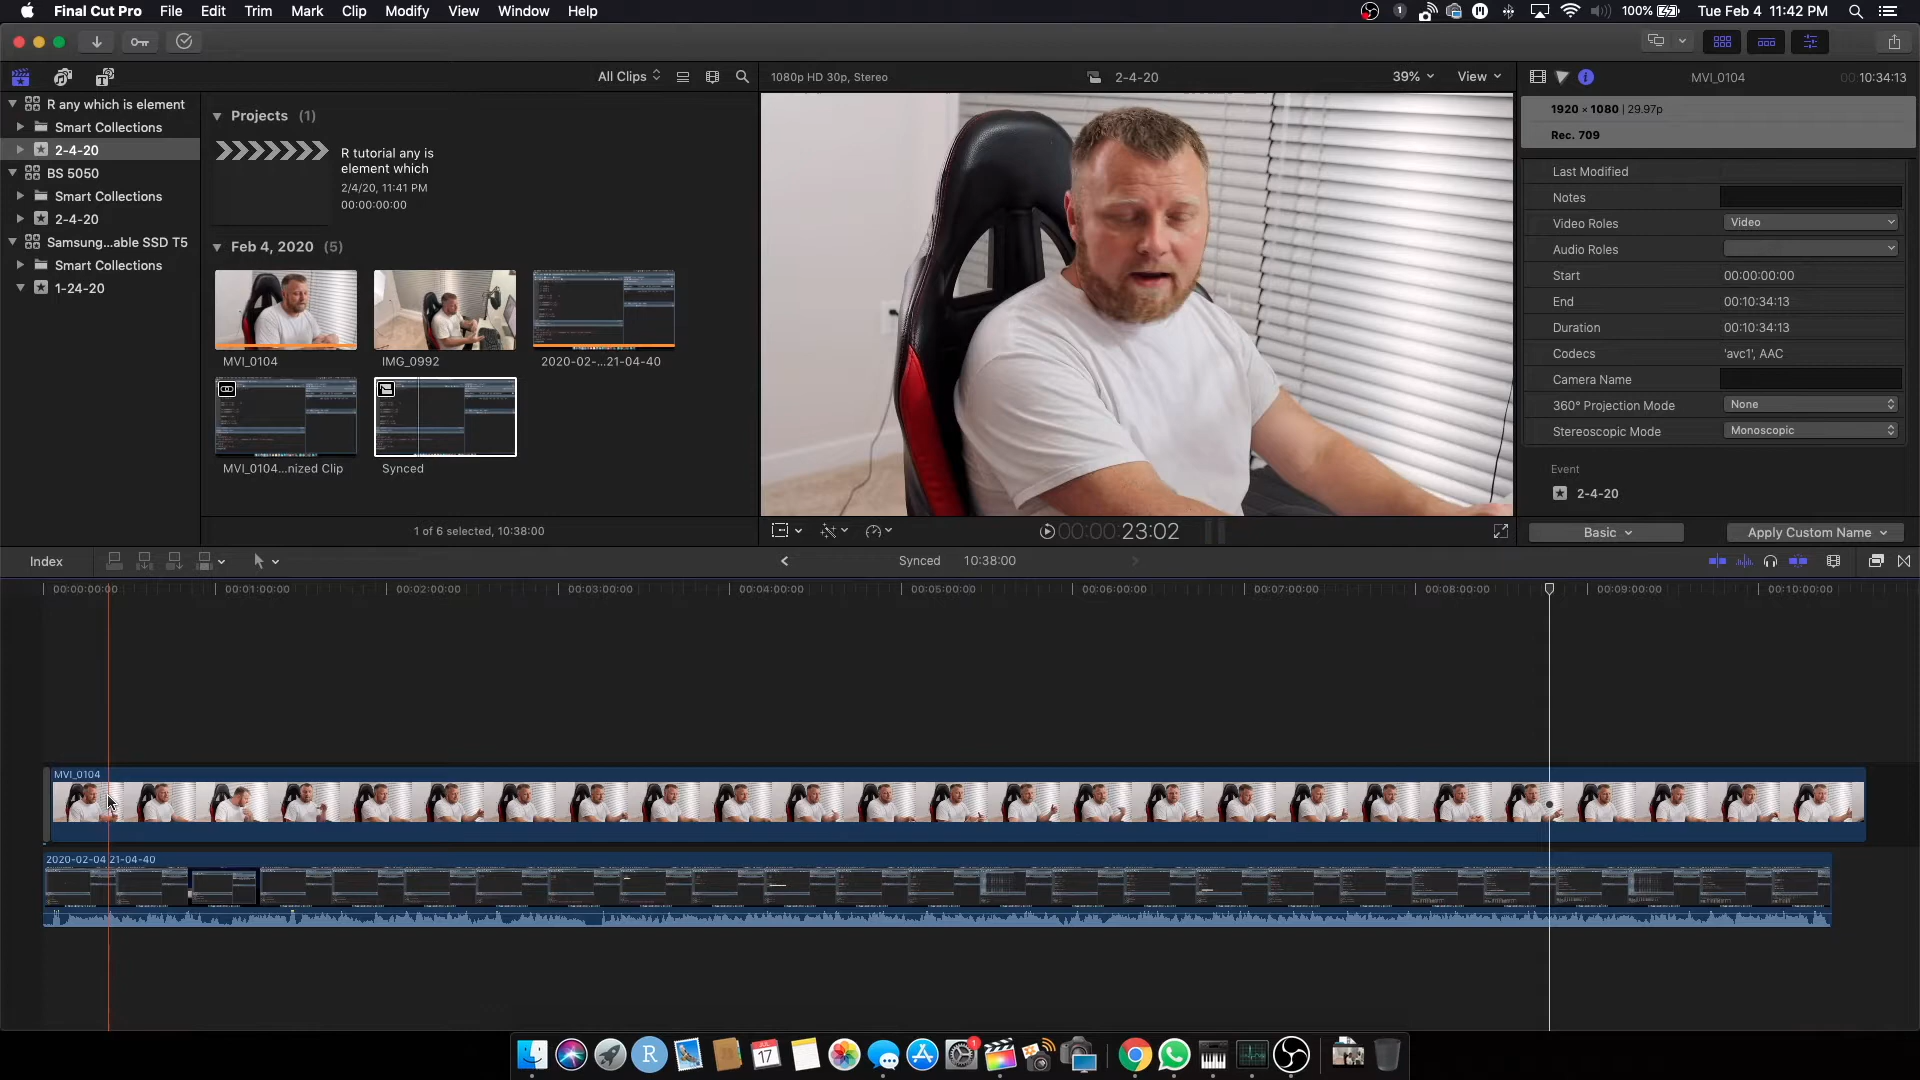 Final Cut Pro File Edit Trim Mark Clip Modify View Window Help
1 100% Tue Feb 4 11:42 PM
All Clips
1080p HD 30p, Stereo
2-4-20
39% View
MVI_0104
00:10:34:13
R any which is element
Smart Collections
2-4-20
BS 5050
Smart Collections
2-4-20
Samsung...able SSD T5
Smart Collections
1-24-20
Projects (1)
R tutorial any is
element which
2/4/20, 11:41 PM
00:00:00:00
Feb 4, 2020 (5)
MVI_0104
IMG_0992
2020-02-...21-04-40
MVI_0104...nized Clip
Synced
1 of 6 selected, 10:38:00
00:00:23:02
1920 × 1080 | 29.97p
Rec. 709
Last Modified
Notes
Video Roles Video
Audio Roles
Start 00:00:00:00
End 00:10:34:13
Duration 00:10:34:13
Codecs 'avc1', AAC
Camera Name
360° Projection Mode None
Stereoscopic Mode Monoscopic
Event
2-4-20
Basic
Apply Custom Name
Index
Synced 10:38:00
00:00:00:00 00:01:00:00 00:02:00:00 00:03:00:00 00:04:00:00 00:05:00:00 00:06:00:00 00:07:00:00 00:08:00:00 00:09:00:00 00:10:00:00
MVI_0104
2020-02-04 21-04-40
R
JUL
17
1